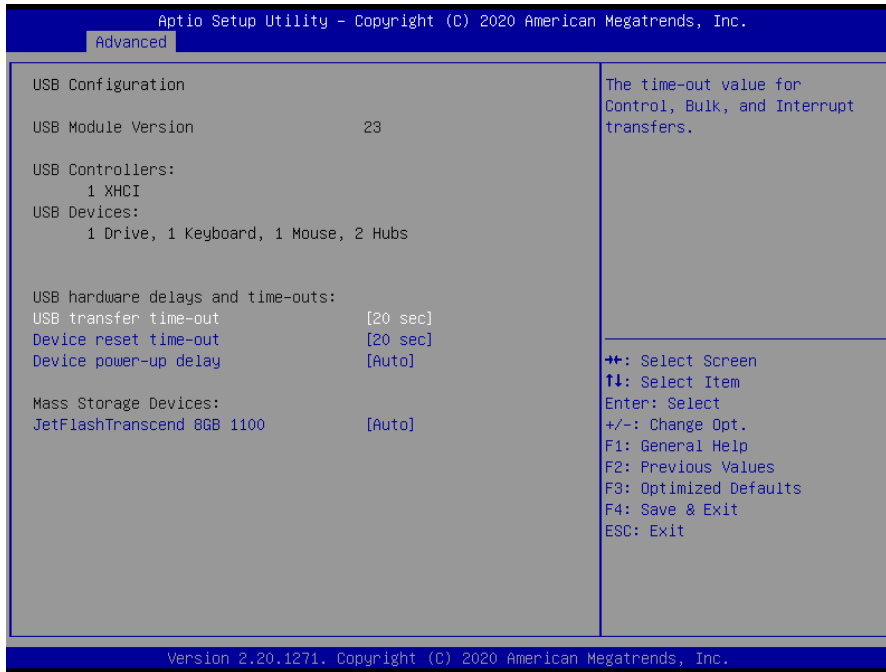 Aptio Setup Utility – Copyright (C) 2020 American Megatrends, Inc.
Advanced
USB Configuration
USB Module Version 23
USB Controllers:
1 XHCI
USB Devices:
1 Drive, 1 Keyboard, 1 Mouse, 2 Hubs
USB hardware delays and time-outs:
USB transfer time-out [20 sec]
Device reset time-out [20 sec]
Device power-up delay [Auto]
Mass Storage Devices:
JetFlashTranscend 8GB 1100 [Auto]
The time-out value for
Control, Bulk, and Interrupt
transfers.
→←: Select Screen
↑↓: Select Item
Enter: Select
+/-: Change Opt.
F1: General Help
F2: Previous Values
F3: Optimized Defaults
F4: Save & Exit
ESC: Exit
Version 2.20.1271. Copyright (C) 2020 American Megatrends, Inc.